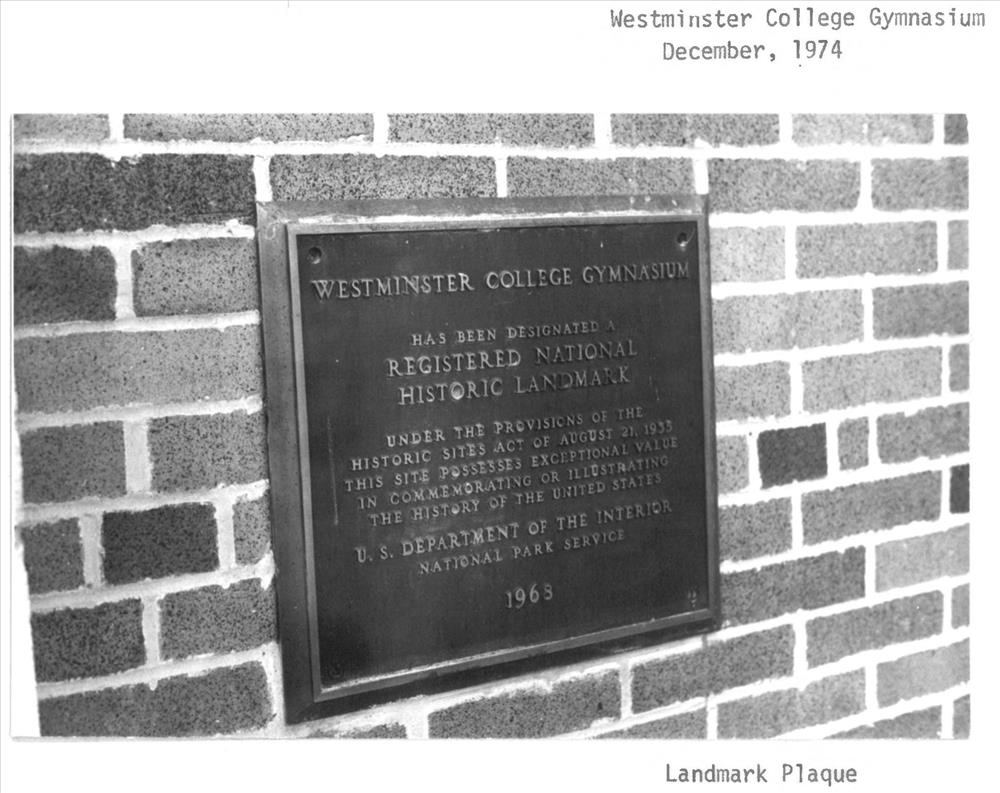 Westminster College Gymnasium
December, 1974
WESTMINSTER COLLEGE GYMNASIUM
HAS BEEN DESIGNATED A
REGISTERED NATIONAL
HISTORIC LANDMARK
UNDER THE PROVISIONS OF THE
HISTORIC SITES ACT OF AUGUST 21, 1935
THIS SITE POSSESSES EXCEPTIONAL VALUE
IN COMMEMORATING OR ILLUSTRATING
THE HISTORY OF THE UNITED STATES
U. S. DEPARTMENT OF THE INTERIOR
NATIONAL PARK SERVICE
1968
Landmark Plaque